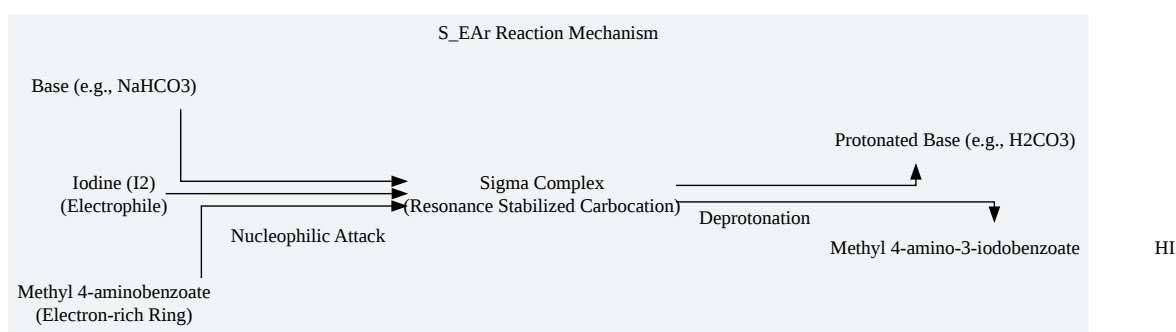 S_EAr Reaction Mechanism
Base (e.g., NaHCO3)
Protonated Base (e.g., H2CO3)
Iodine (I2)
(Electrophile)
Sigma Complex
(Resonance Stabilized Carbocation)
Deprotonation
Nucleophilic Attack
Methyl 4-amino-3-iodobenzoate
HI
Methyl 4-aminobenzoate
(Electron-rich Ring)